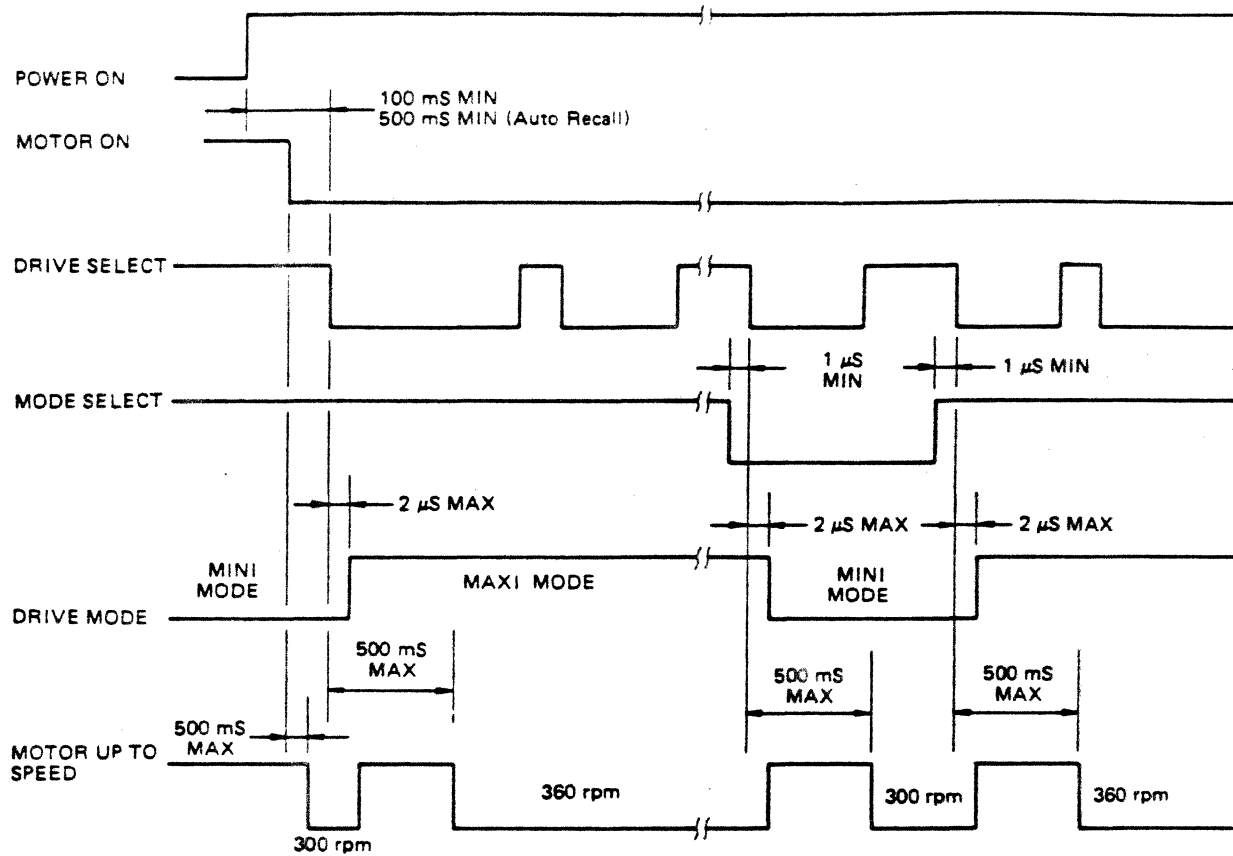 POWER ON
100 mS MIN
500 mS MIN (Auto Recall)
MOTOR ON
DRIVE SELECT
1 µS
MIN
1 µS MIN
MODE SELECT
2 µS MAX
2 µS MAX
2 µS MAX
MINI
MODE
MAXI MODE
MINI
MODE
DRIVE MODE
500 mS
MAX
500 mS
MAX
500 mS
MAX
500 mS
MAX
MOTOR UP TO
SPEED
360 rpm
300 rpm
360 rpm
300 rpm